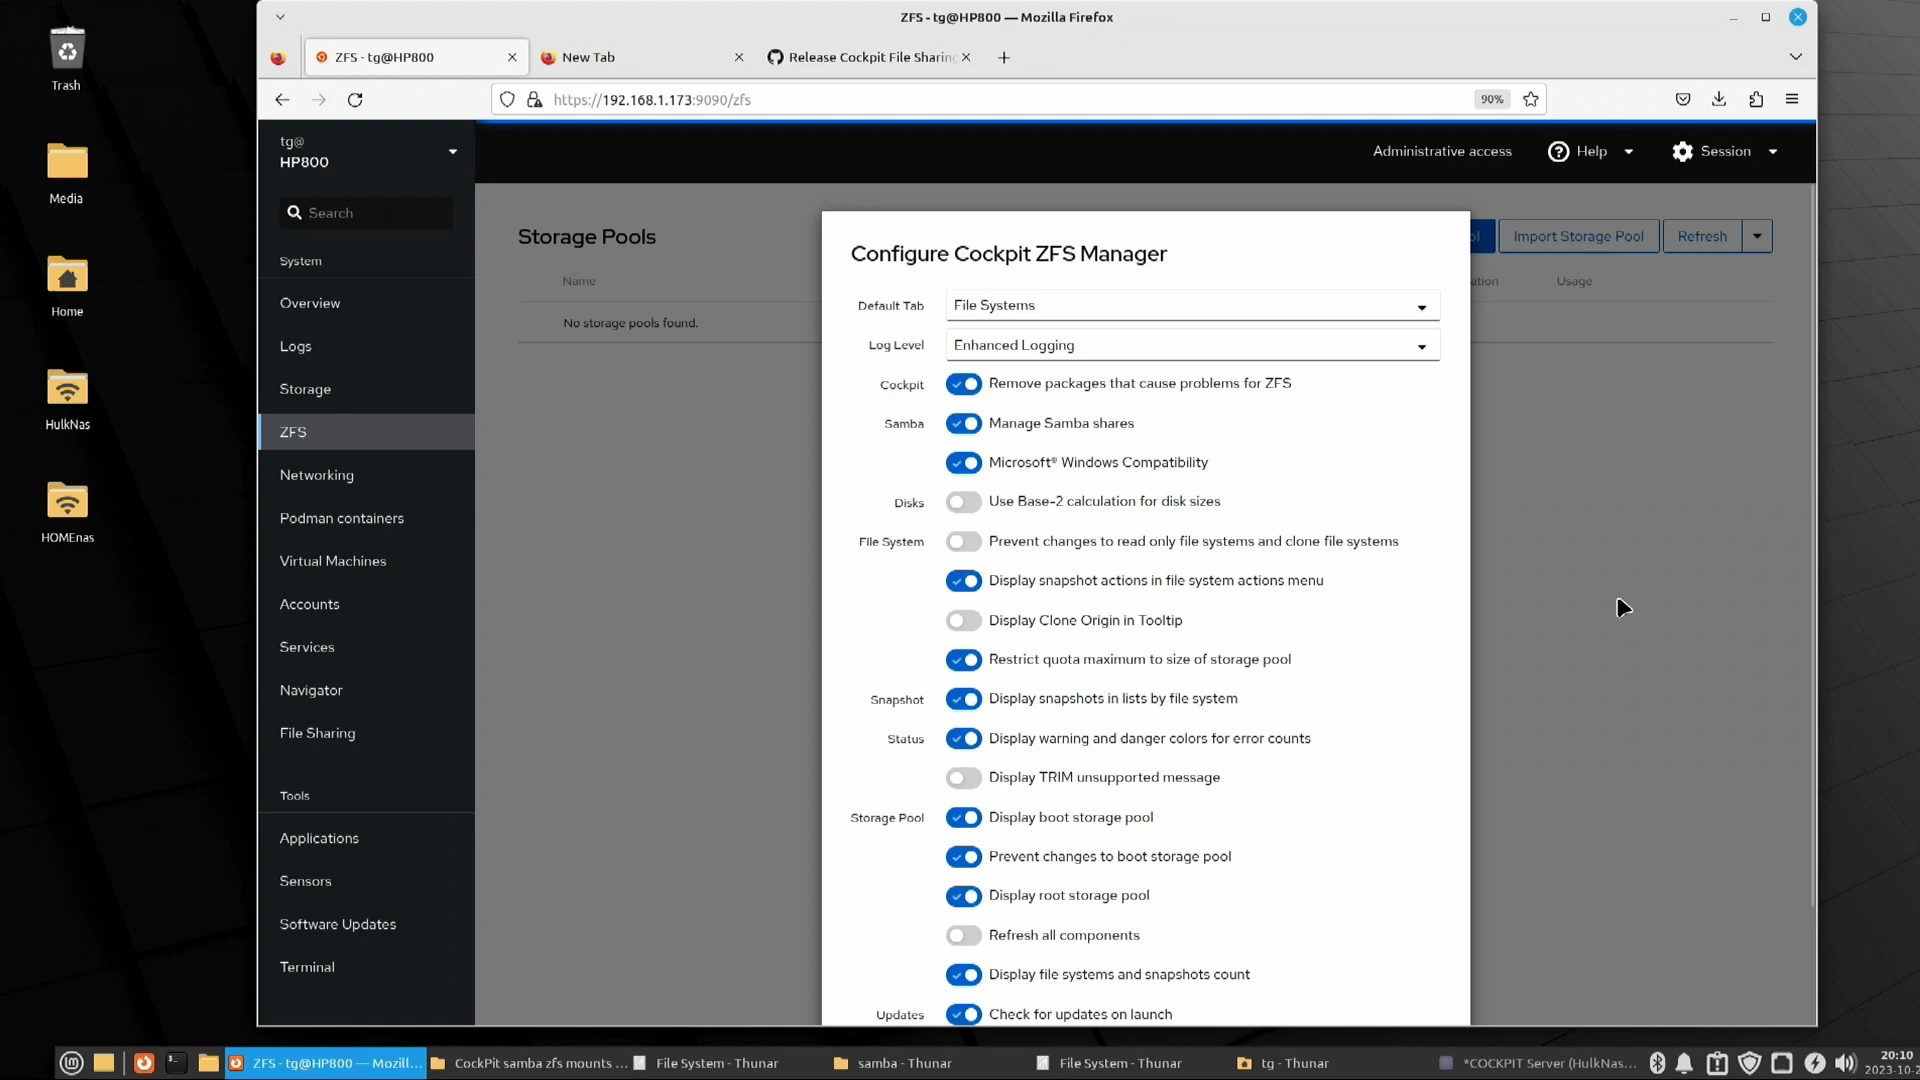 Trash
Media
Home
HulkNas
HOMEnas
ZFS - tg@HP800 — Mozilla Firefox
ZFS - tg@HP800
New Tab
Release Cockpit File Sharing
https://192.168.1.173:9090/zfs
90%
tg@
HP800
Search
System
Overview
Logs
Storage
ZFS
Networking
Podman containers
Virtual Machines
Accounts
Services
Navigator
File Sharing
Tools
Applications
Sensors
Software Updates
Terminal
Administrative access
Help
Session
Storage Pools
Import Storage Pool
Refresh
Name
Usage
No storage pools found.
Configure Cockpit ZFS Manager
Default Tab File Systems
Log Level Enhanced Logging
Cockpit Remove packages that cause problems for ZFS
Samba Manage Samba shares
Microsoft® Windows Compatibility
Disks Use Base-2 calculation for disk sizes
File System Prevent changes to read only file systems and clone file systems
Display snapshot actions in file system actions menu
Display Clone Origin in Tooltip
Restrict quota maximum to size of storage pool
Snapshot Display snapshots in lists by file system
Status Display warning and danger colors for error counts
Display TRIM unsupported message
Storage Pool Display boot storage pool
Prevent changes to boot storage pool
Display root storage pool
Refresh all components
Display file systems and snapshots count
Updates Check for updates on launch
ZFS - tg@HP800 — Mozill...
CockPit samba zfs mounts ...
File System - Thunar
samba - Thunar
File System - Thunar
tg - Thunar
*COCKPIT Server (HulkNas...
20:10
2023-10-2